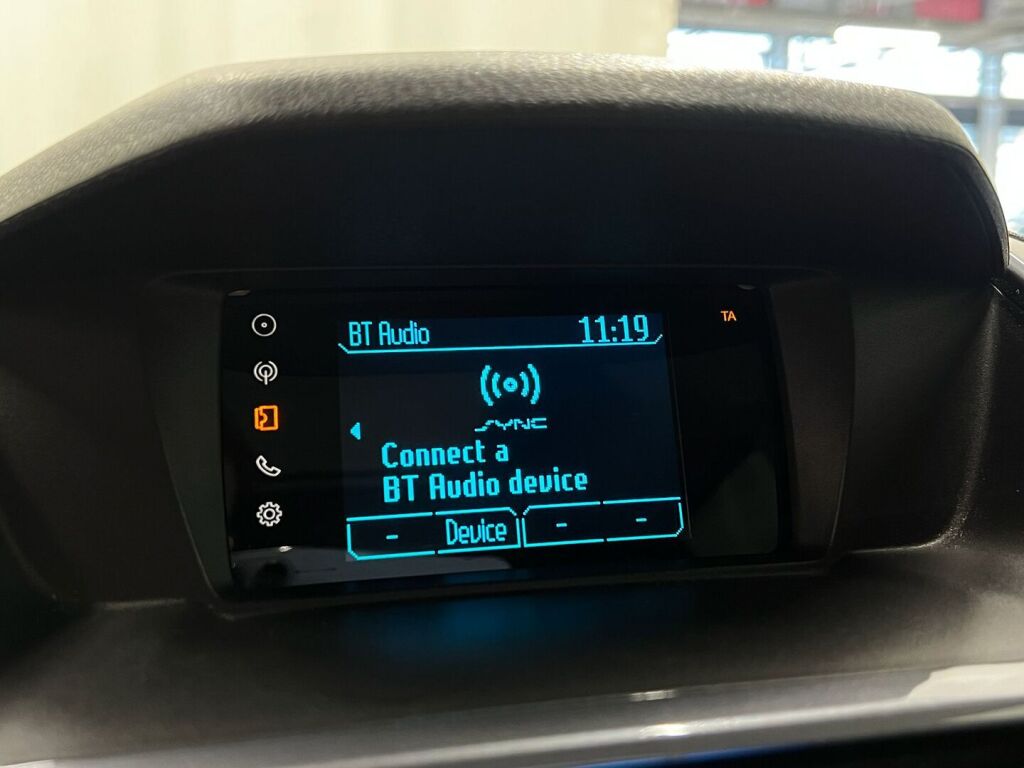 BT Audio 11:19
TA
SYNC
Connect a
BT Audio device
- Device - -